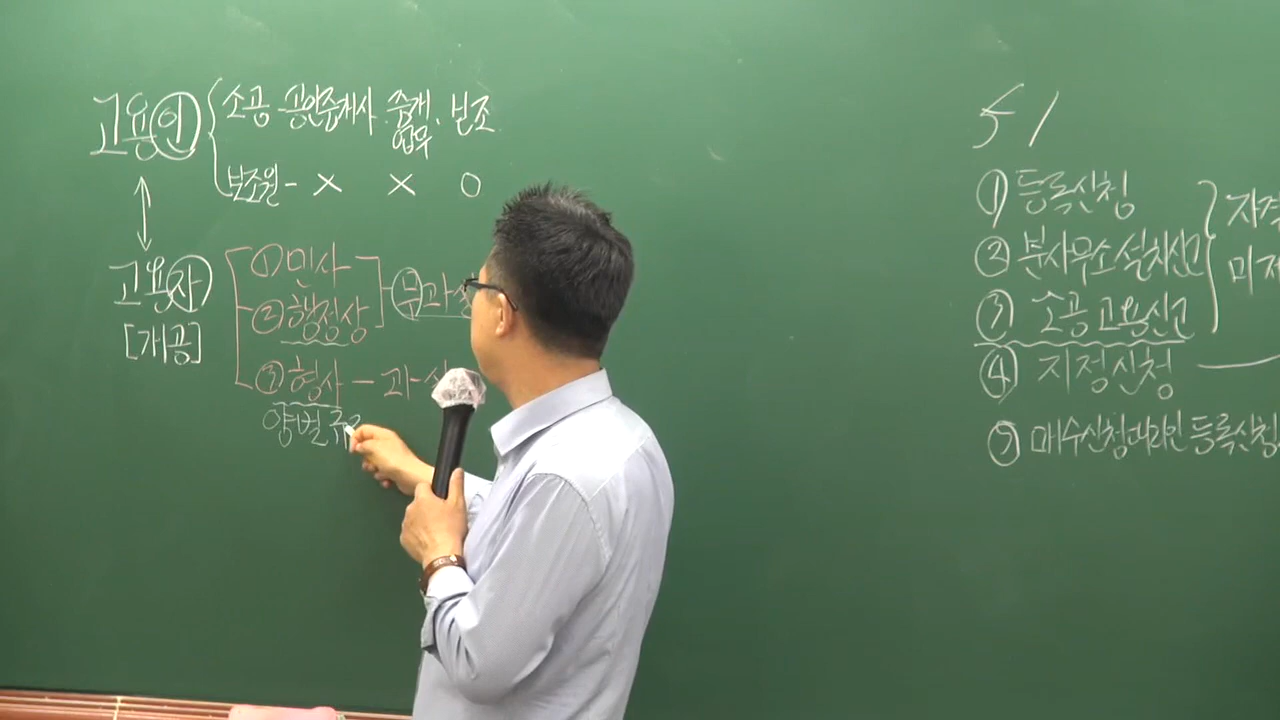 고용인 { 소공 - 공인중개사 · 중개업무 · 보조
보조원 - × × ○
↕
고용자
[개공]
① 민사
② 행정상
무과실
③ 형사 - 과실
양벌규
51
① 등록신청
② 분사무소 설치신고
③ 소공 고용신고
자격
미
④ 지정신청 —
⑤ 매수신청대리인 등록신청